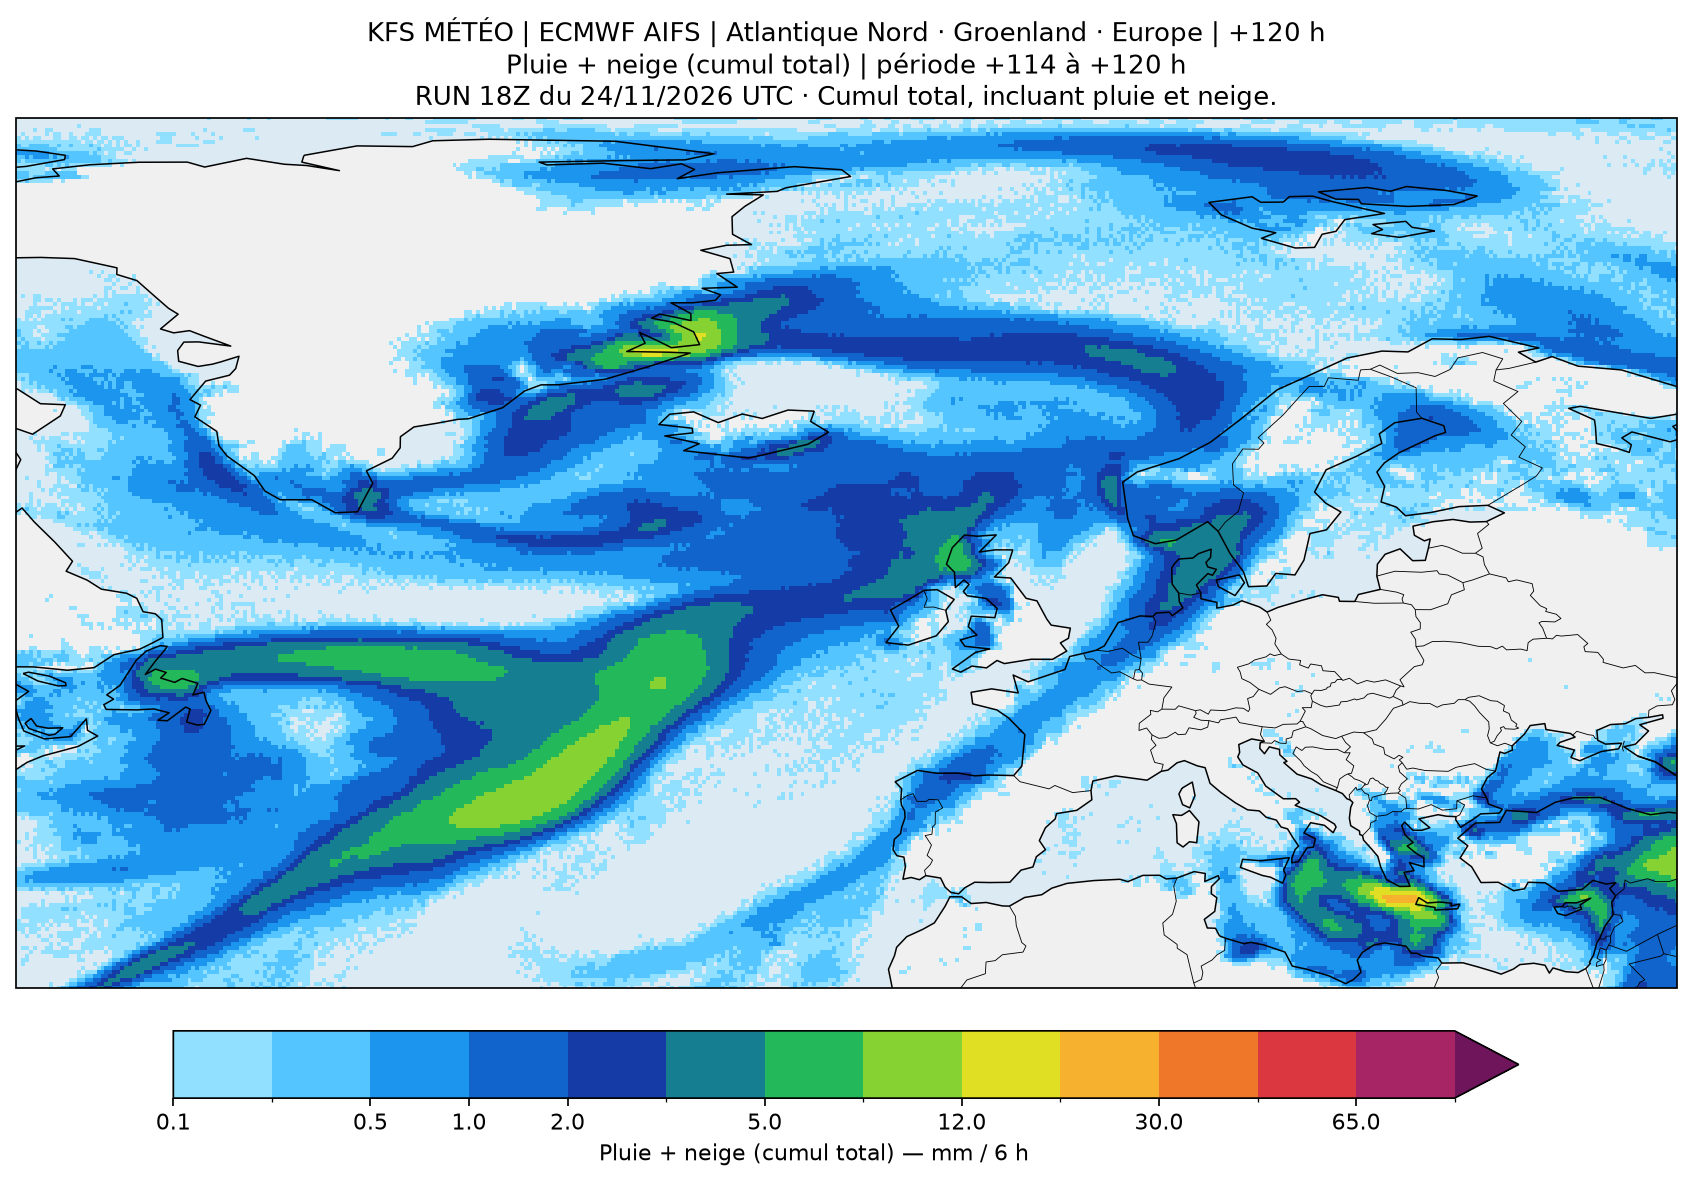 KFS MÉTÉO | ECMWF AIFS | Atlantique Nord · Groenland · Europe | +120 h
Pluie + neige (cumul total) | période +114 à +120 h
RUN 18Z du 24/11/2026 UTC · Cumul total, incluant pluie et neige.
0.1 0.5 1.0 2.0 5.0 12.0 30.0 65.0
Pluie + neige (cumul total) — mm / 6 h